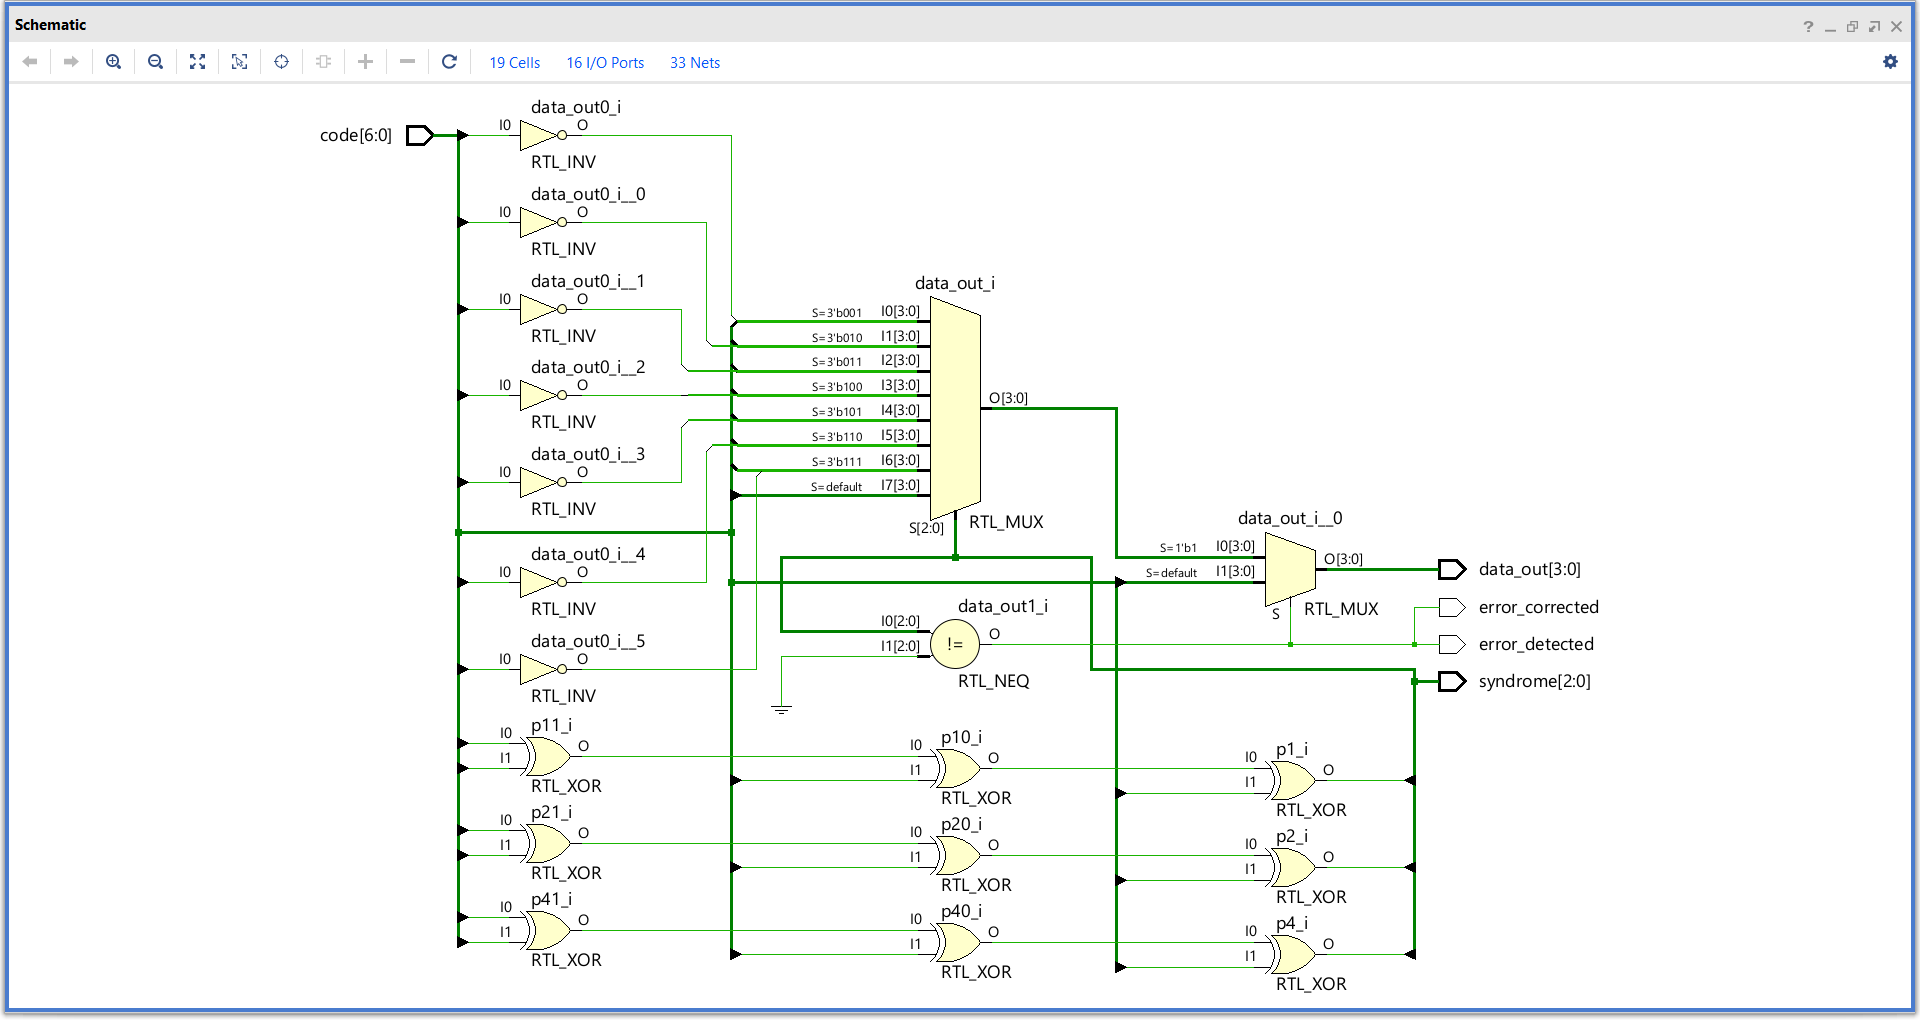 Schematic
?
19 Cells 16 I/O Ports 33 Nets
code[6:0]
data_out0_i
I0 O
RTL_INV
data_out0_i__0
I0 O
RTL_INV
data_out0_i__1
I0 O
RTL_INV
data_out0_i__2
I0 O
RTL_INV
data_out0_i__3
I0 O
RTL_INV
data_out0_i__4
I0 O
RTL_INV
data_out0_i__5
I0 O
RTL_INV
data_out_i
S=3'b001 I0[3:0]
S=3'b010 I1[3:0]
S=3'b011 I2[3:0]
S=3'b100 I3[3:0]
S=3'b101 I4[3:0]
S=3'b110 I5[3:0]
S=3'b111 I6[3:0]
S=default I7[3:0]
O[3:0]
S[2:0]
RTL_MUX
data_out_i__0
S=1'b1 I0[3:0]
S=default I1[3:0]
O[3:0]
S
RTL_MUX
data_out[3:0]
error_corrected
error_detected
syndrome[2:0]
data_out1_i
I0[2:0]
I1[2:0]
!=
O
RTL_NEQ
p11_i
I0
I1
O
RTL_XOR
p10_i
I0
I1
O
RTL_XOR
p1_i
I0
I1
O
RTL_XOR
p21_i
I0
I1
O
RTL_XOR
p20_i
I0
I1
O
RTL_XOR
p2_i
I0
I1
O
RTL_XOR
p41_i
I0
I1
O
RTL_XOR
p40_i
I0
I1
O
RTL_XOR
p4_i
I0
I1
O
RTL_XOR